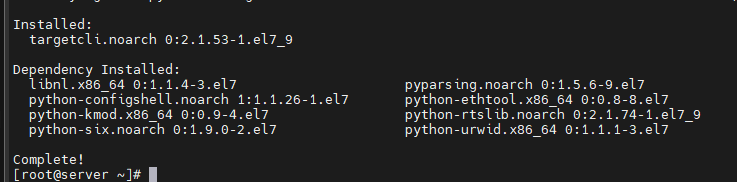 Installed:
targetcli.noarch 0:2.1.53-1.el7_9
Dependency Installed:
libnl.x86_64 0:1.1.4-3.el7 pyparsing.noarch 0:1.5.6-9.el7
python-configshell.noarch 1:1.1.26-1.el7 python-ethtool.x86_64 0:0.8-8.el7
python-kmod.x86_64 0:0.9-4.el7 python-rtslib.noarch 0:2.1.74-1.el7_9
python-six.noarch 0:1.9.0-2.el7 python-urwid.x86_64 0:1.1.1-3.el7
Complete!
[root@server ~]#